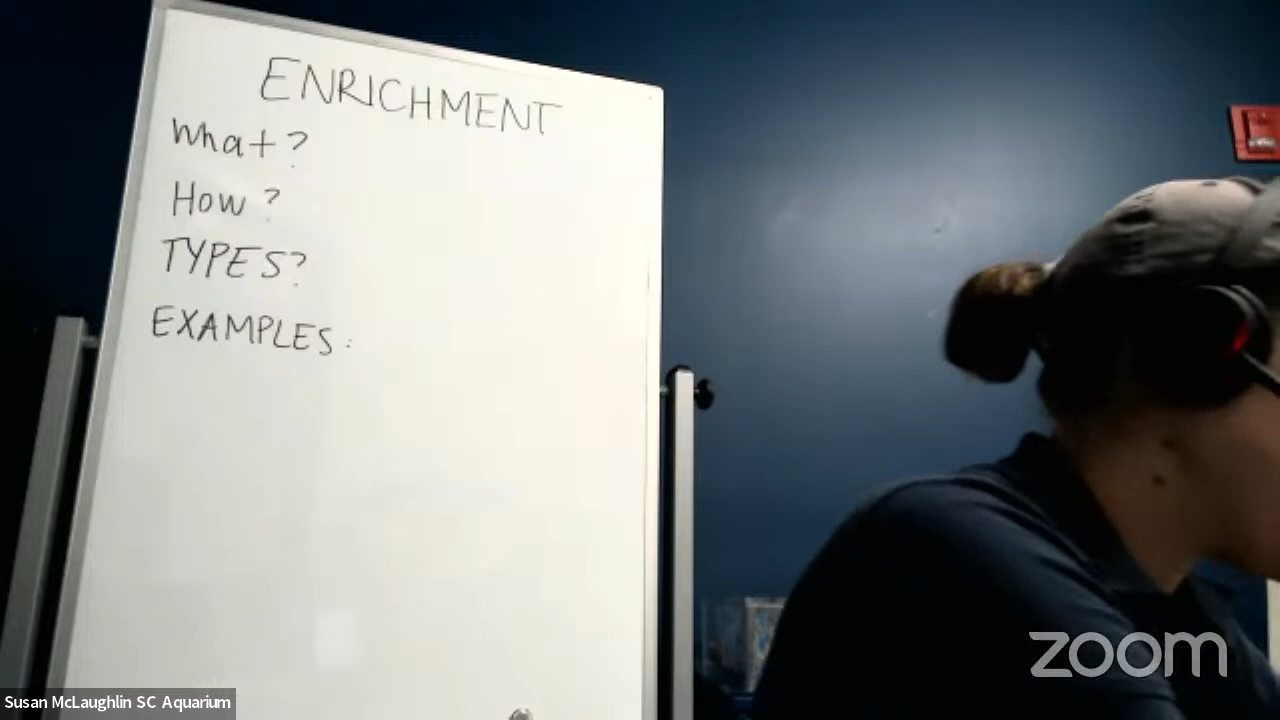 ENRICHMENT
What?
How?
TYPES?
EXAMPLES:
zoom
Susan McLaughlin SC Aquarium